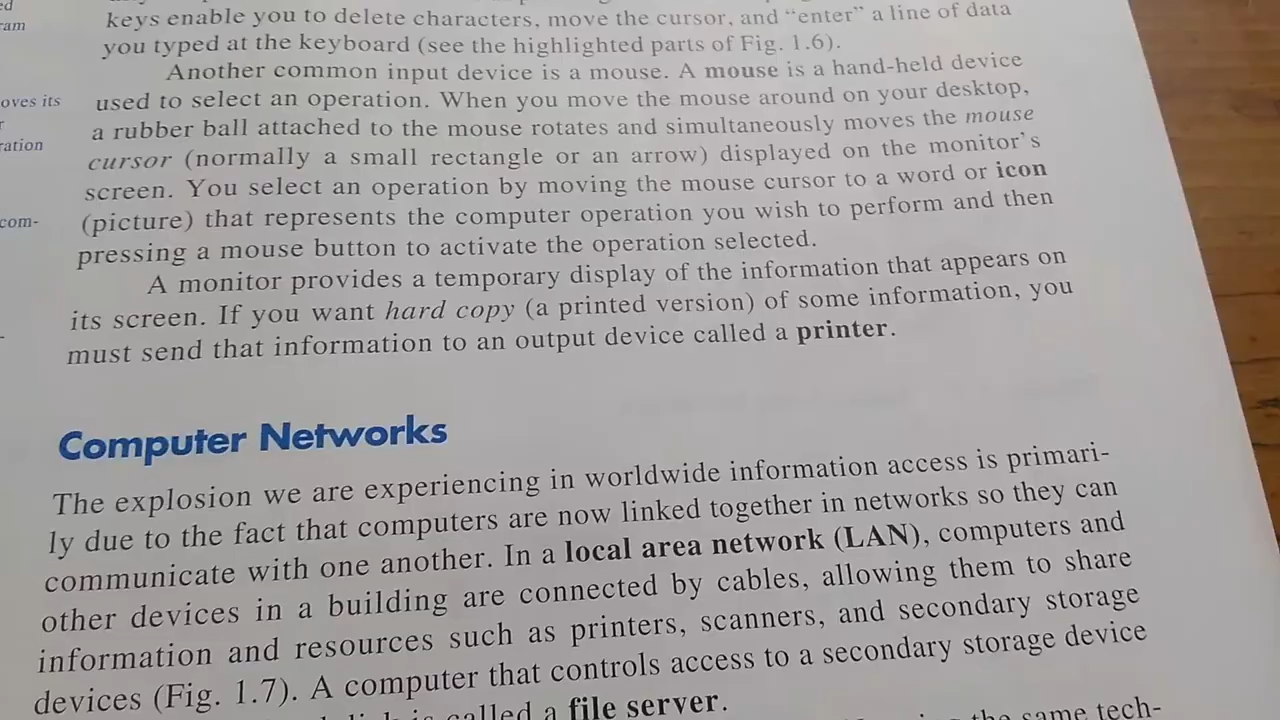 keys enable you to delete characters, move the cursor, and “enter” a line of data
you typed at the keyboard (see the highlighted parts of Fig. 1.6).
Another common input device is a mouse. A mouse is a hand-held device
used to select an operation. When you move the mouse around on your desktop,
a rubber ball attached to the mouse rotates and simultaneously moves the mouse
cursor (normally a small rectangle or an arrow) displayed on the monitor’s
screen. You select an operation by moving the mouse cursor to a word or icon
(picture) that represents the computer operation you wish to perform and then
pressing a mouse button to activate the operation selected.
A monitor provides a temporary display of the information that appears on
its screen. If you want hard copy (a printed version) of some information, you
must send that information to an output device called a printer.
Computer Networks
The explosion we are experiencing in worldwide information access is primari-
ly due to the fact that computers are now linked together in networks so they can
communicate with one another. In a local area network (LAN), computers and
other devices in a building are connected by cables, allowing them to share
information and resources such as printers, scanners, and secondary storage
devices (Fig. 1.7). A computer that controls access to a secondary storage device
is called a file server.
the same tech-
oves its
ration
com-